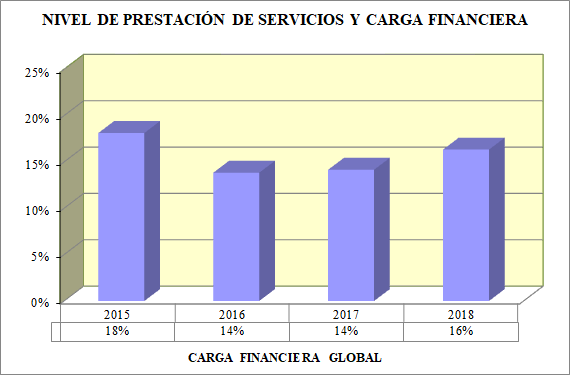 NIVEL DE PRESTACIÓN DE SERVICIOS Y CARGA FINANCIERA
25%
20%
15%
10%
5%
0%
2015 2016 2017 2018
18% 14% 14% 16%
CARGA FINANCIERA GLOBAL